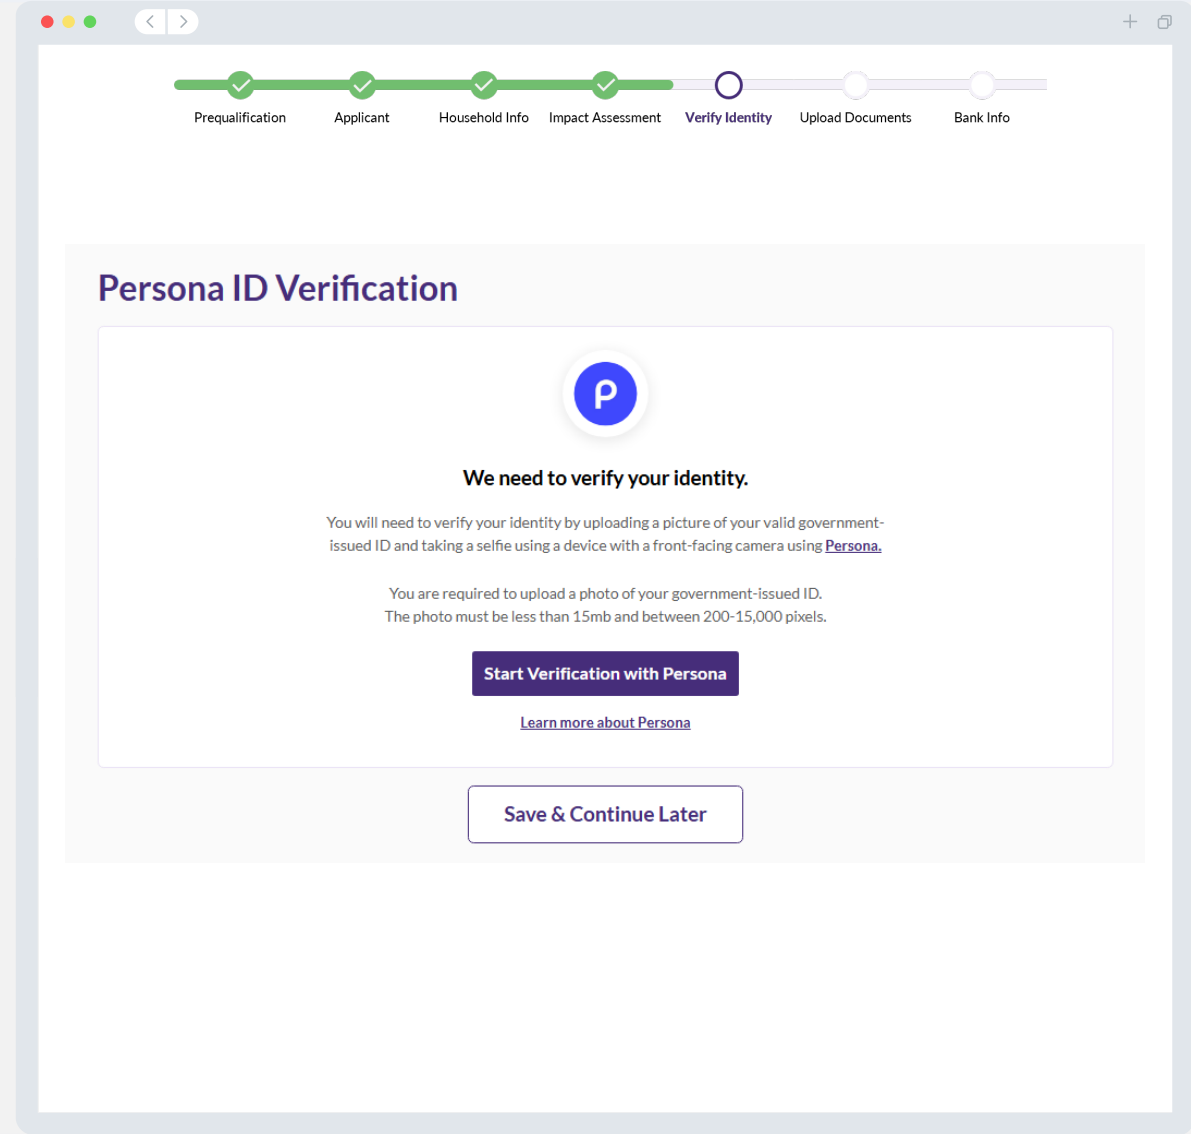 Prequalification
Applicant
Household Info
Impact Assessment
Verify Identity
Upload Documents
Bank Info
Persona ID Verification
P
We need to verify your identity.
You will need to verify your identity by uploading a picture of your valid government-
issued ID and taking a selfie using a device with a front-facing camera using Persona.
You are required to upload a photo of your government-issued ID.
The photo must be less than 15mb and between 200-15,000 pixels.
Start Verification with Persona
Learn more about Persona
Save & Continue Later